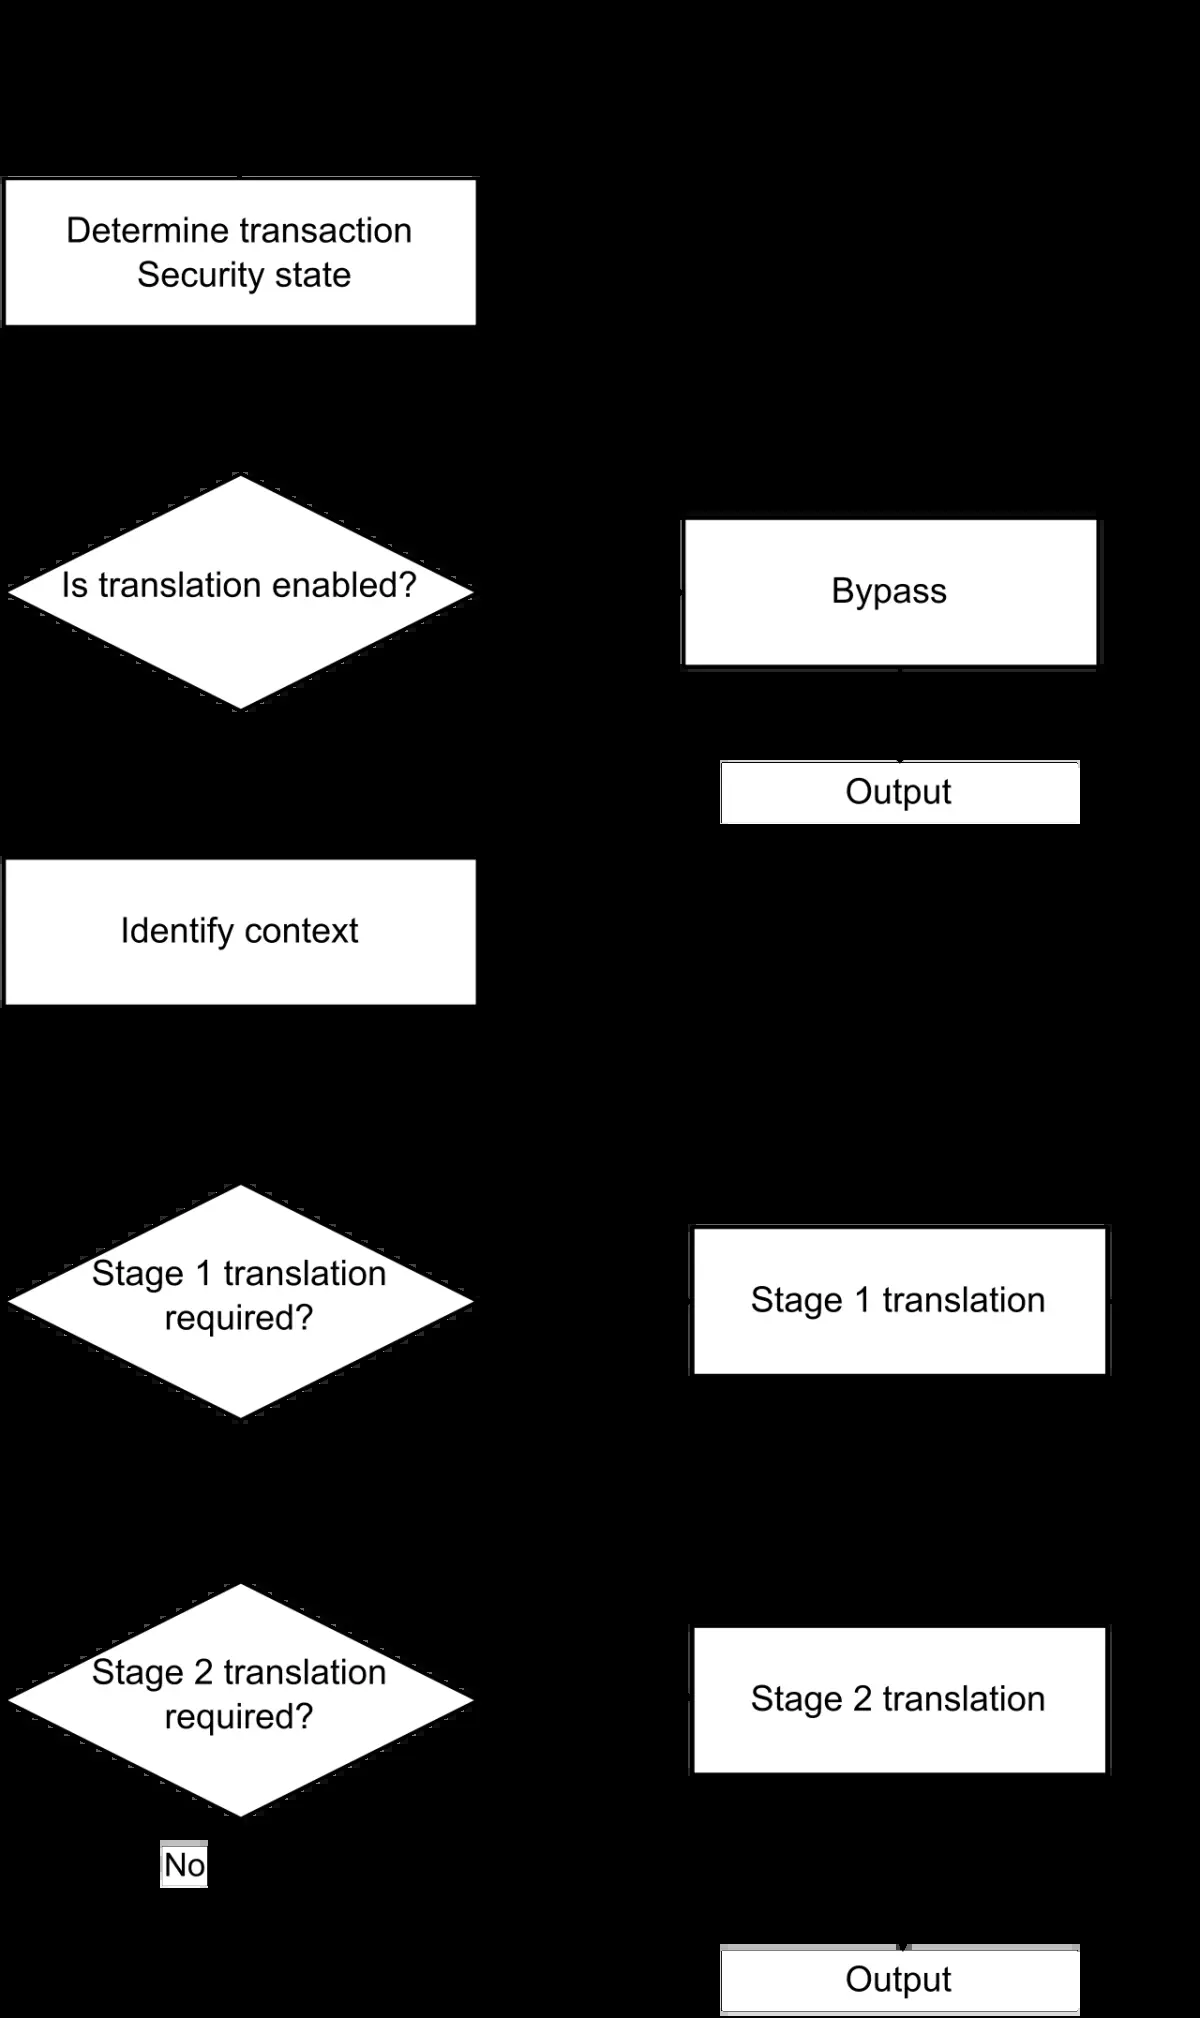 Determine transaction
Security state
Is translation enabled?
Bypass
Output
Identify context
Stage 1 translation
required?
Stage 1 translation
Stage 2 translation
required?
Stage 2 translation
No
Output